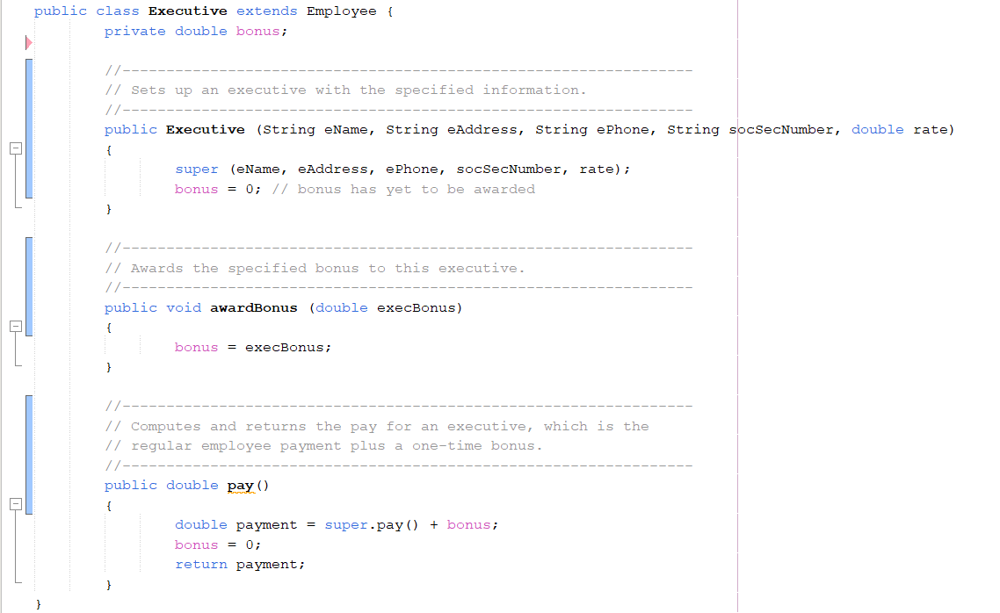 public class Executive extends Employee {
private double bonus;
//-----------------------------------------------------------------
// Sets up an executive with the specified information.
//-----------------------------------------------------------------
public Executive (String eName, String eAddress, String ePhone, String socSecNumber, double rate)
{
super (eName, eAddress, ePhone, socSecNumber, rate);
bonus = 0; // bonus has yet to be awarded
}
//-----------------------------------------------------------------
// Awards the specified bonus to this executive.
//-----------------------------------------------------------------
public void awardBonus (double execBonus)
{
bonus = execBonus;
}
//-----------------------------------------------------------------
// Computes and returns the pay for an executive, which is the
// regular employee payment plus a one-time bonus.
//-----------------------------------------------------------------
public double pay()
{
double payment = super.pay() + bonus;
bonus = 0;
return payment;
}
}